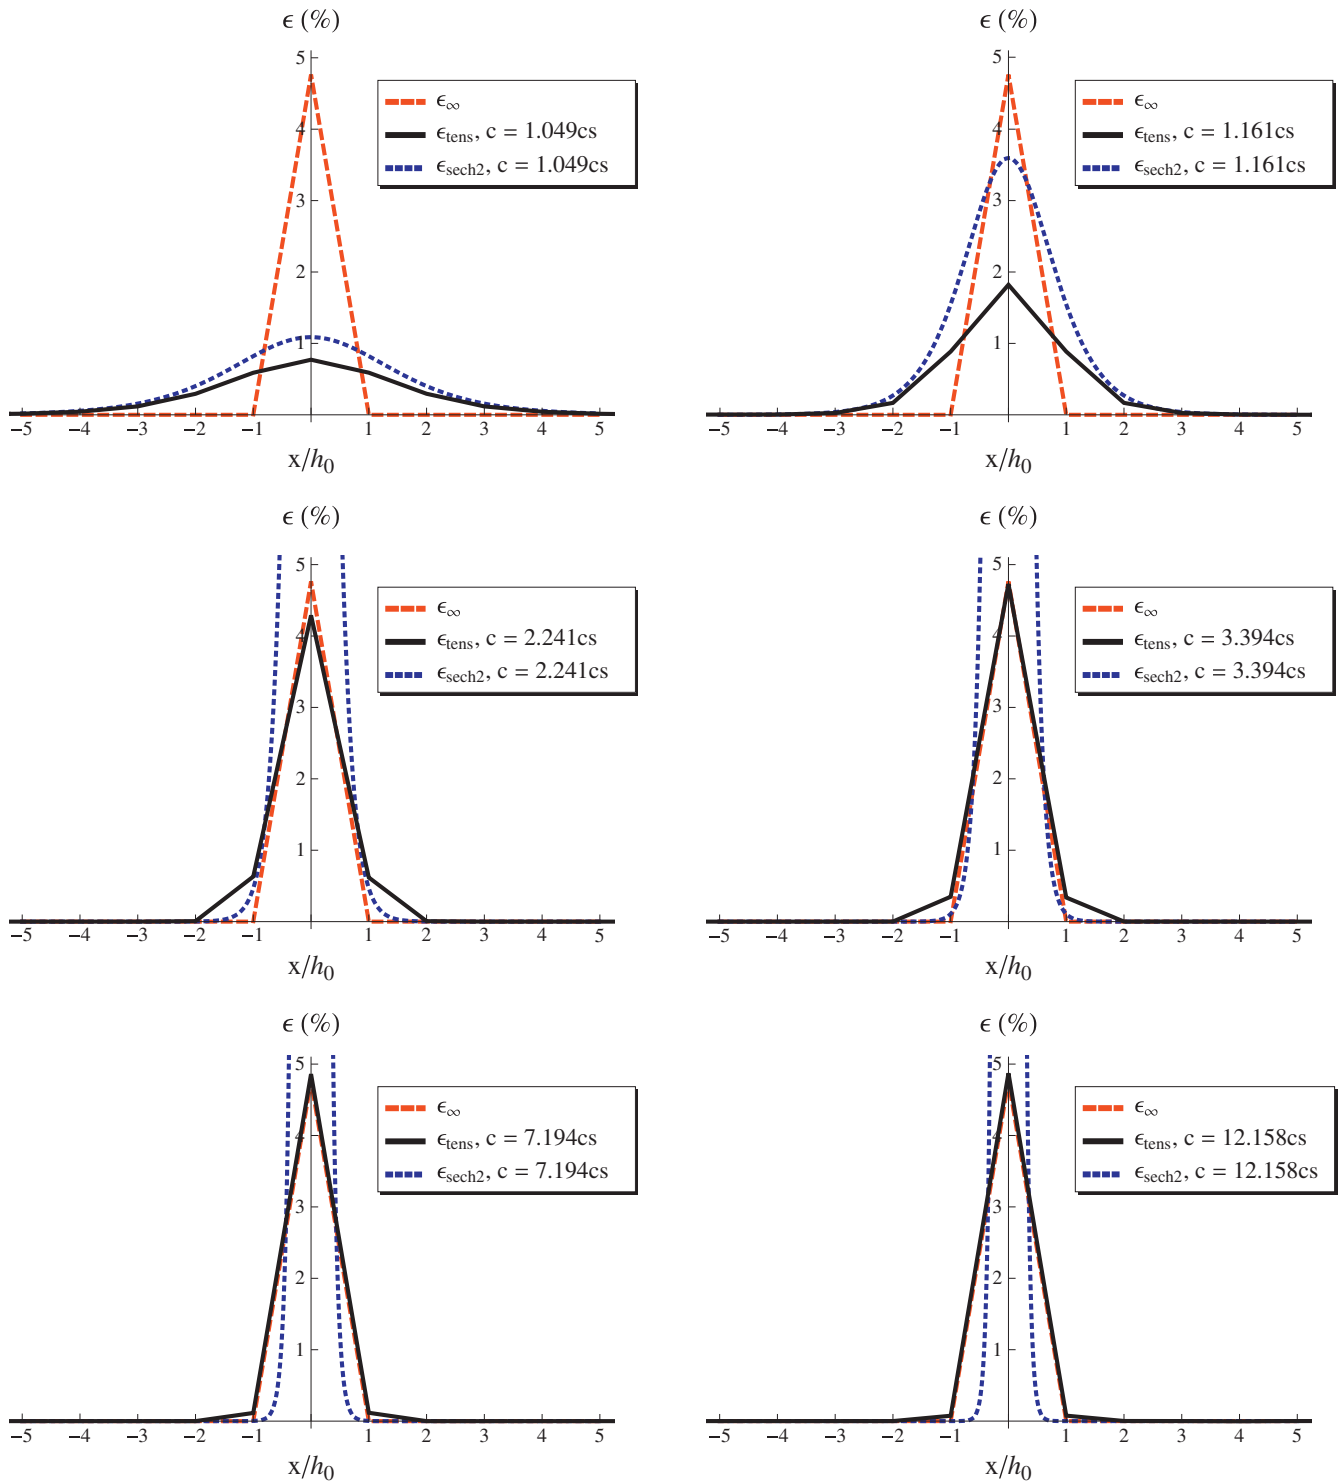 ϵ (%)
5
4
3
2
1
ϵ∞
ϵtens, c = 1.049cs
ϵsech2, c = 1.049cs
−5 −4 −3 −2 −1 1 2 3 4 5
x/h0
ϵ (%)
5
4
3
2
1
ϵ∞
ϵtens, c = 1.161cs
ϵsech2, c = 1.161cs
−5 −4 −3 −2 −1 1 2 3 4 5
x/h0
ϵ (%)
5
4
3
2
1
ϵ∞
ϵtens, c = 2.241cs
ϵsech2, c = 2.241cs
−5 −4 −3 −2 −1 1 2 3 4 5
x/h0
ϵ (%)
5
4
3
2
1
ϵ∞
ϵtens, c = 3.394cs
ϵsech2, c = 3.394cs
−5 −4 −3 −2 −1 1 2 3 4 5
x/h0
ϵ (%)
5
4
3
2
1
ϵ∞
ϵtens, c = 7.194cs
ϵsech2, c = 7.194cs
−5 −4 −3 −2 −1 1 2 3 4 5
x/h0
ϵ (%)
5
4
3
2
1
ϵ∞
ϵtens, c = 12.158cs
ϵsech2, c = 12.158cs
−5 −4 −3 −2 −1 1 2 3 4 5
x/h0